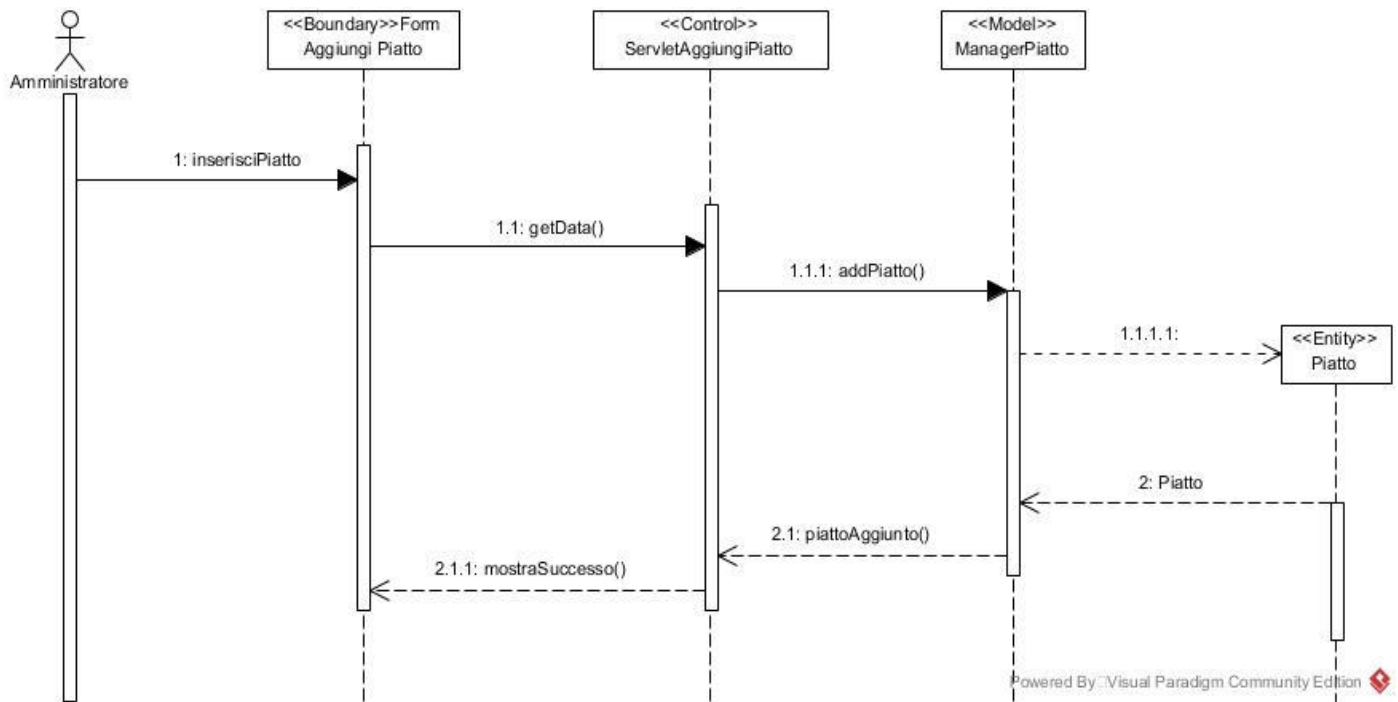 <<Boundary>>Form
Aggiungi Piatto
<<Control>>
ServletAggiungiPiatto
<<Model>>
ManagerPiatto
Amministratore
1: inserisciPiatto
1.1: getData()
1.1.1: addPiatto()
1.1.1.1:
<<Entity>>
Piatto
2: Piatto
2.1: piattoAggiunto()
2.1.1: mostraSuccesso()
Powered By Visual Paradigm Community Edition